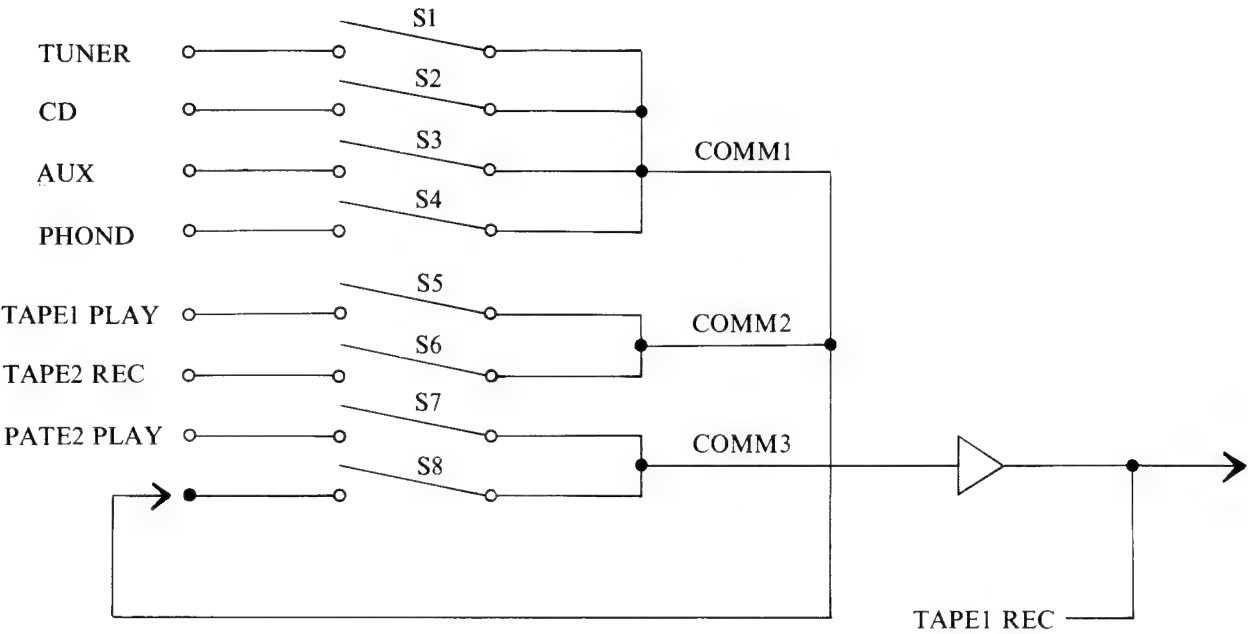 S1
TUNER
S2
CD
S3
COMM1
AUX
S4
PHOND
S5
TAPE1 PLAY
COMM2
S6
TAPE2 REC
S7
PATE2 PLAY
COMM3
S8
TAPE1 REC